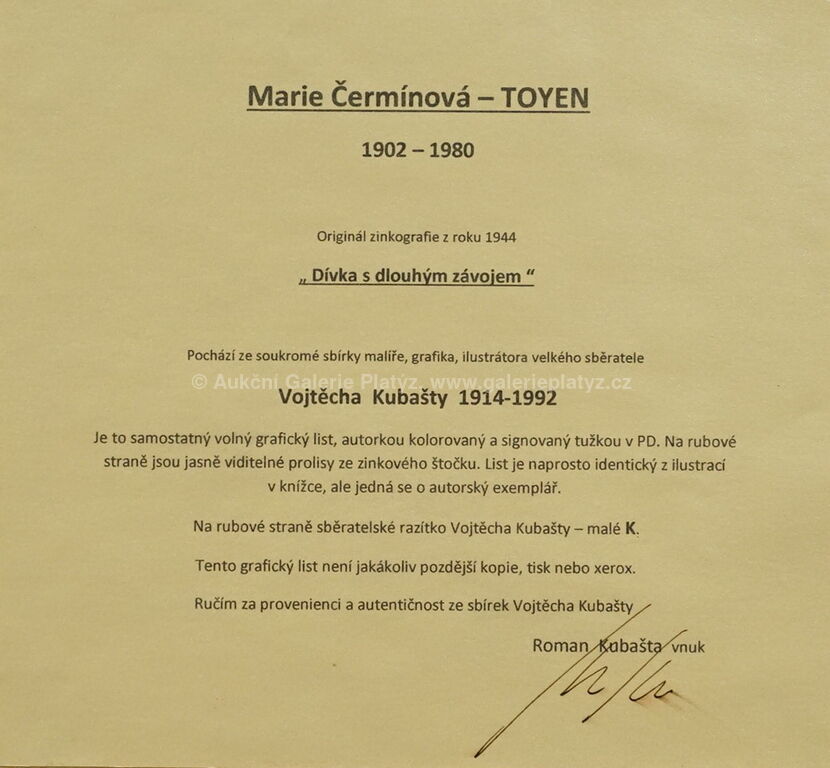 Marie Čermínová – TOYEN
1902 – 1980
Originál zinkografie z roku 1944
„ Dívka s dlouhým závojem “
Pochází ze soukromé sbírky malíře, grafika, ilustrátora velkého sběratele
© Aukční Galerie Platýz, www.galerieplatyz.cz
Vojtěcha Kubašty 1914-1992
Je to samostatný volný grafický list, autorkou kolorovaný a signovaný tužkou v PD. Na rubové
straně jsou jasně viditelné prolisy ze zinkového štočku. List je naprosto identický z ilustrací
v knížce, ale jedná se o autorský exemplář.
Na rubové straně sběratelské razítko Vojtěcha Kubašty – malé K.
Tento grafický list není jakákoliv pozdější kopie, tisk nebo xerox.
Ručím za provenienci a autentičnost ze sbírek Vojtěcha Kubašty
Roman Kubašta vnuk